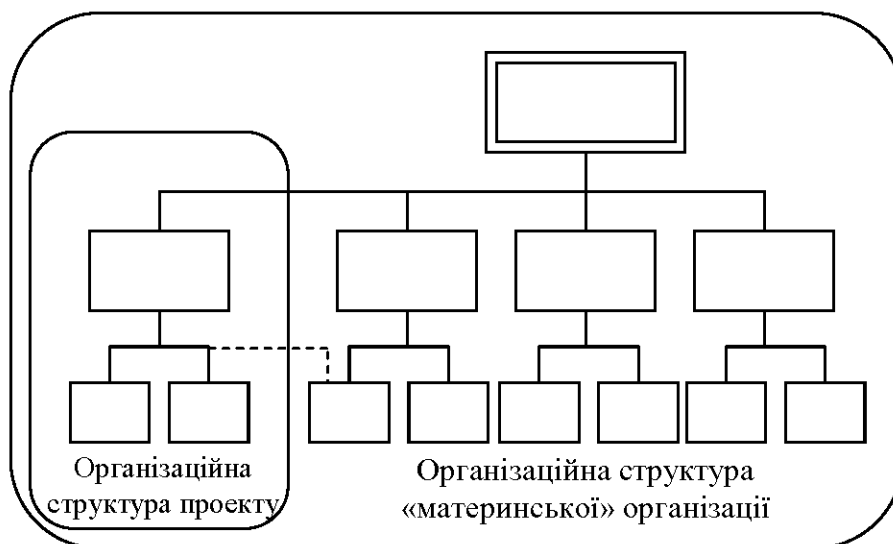 Організаційна
структура проекту
Організаційна структура
«материнської» організації